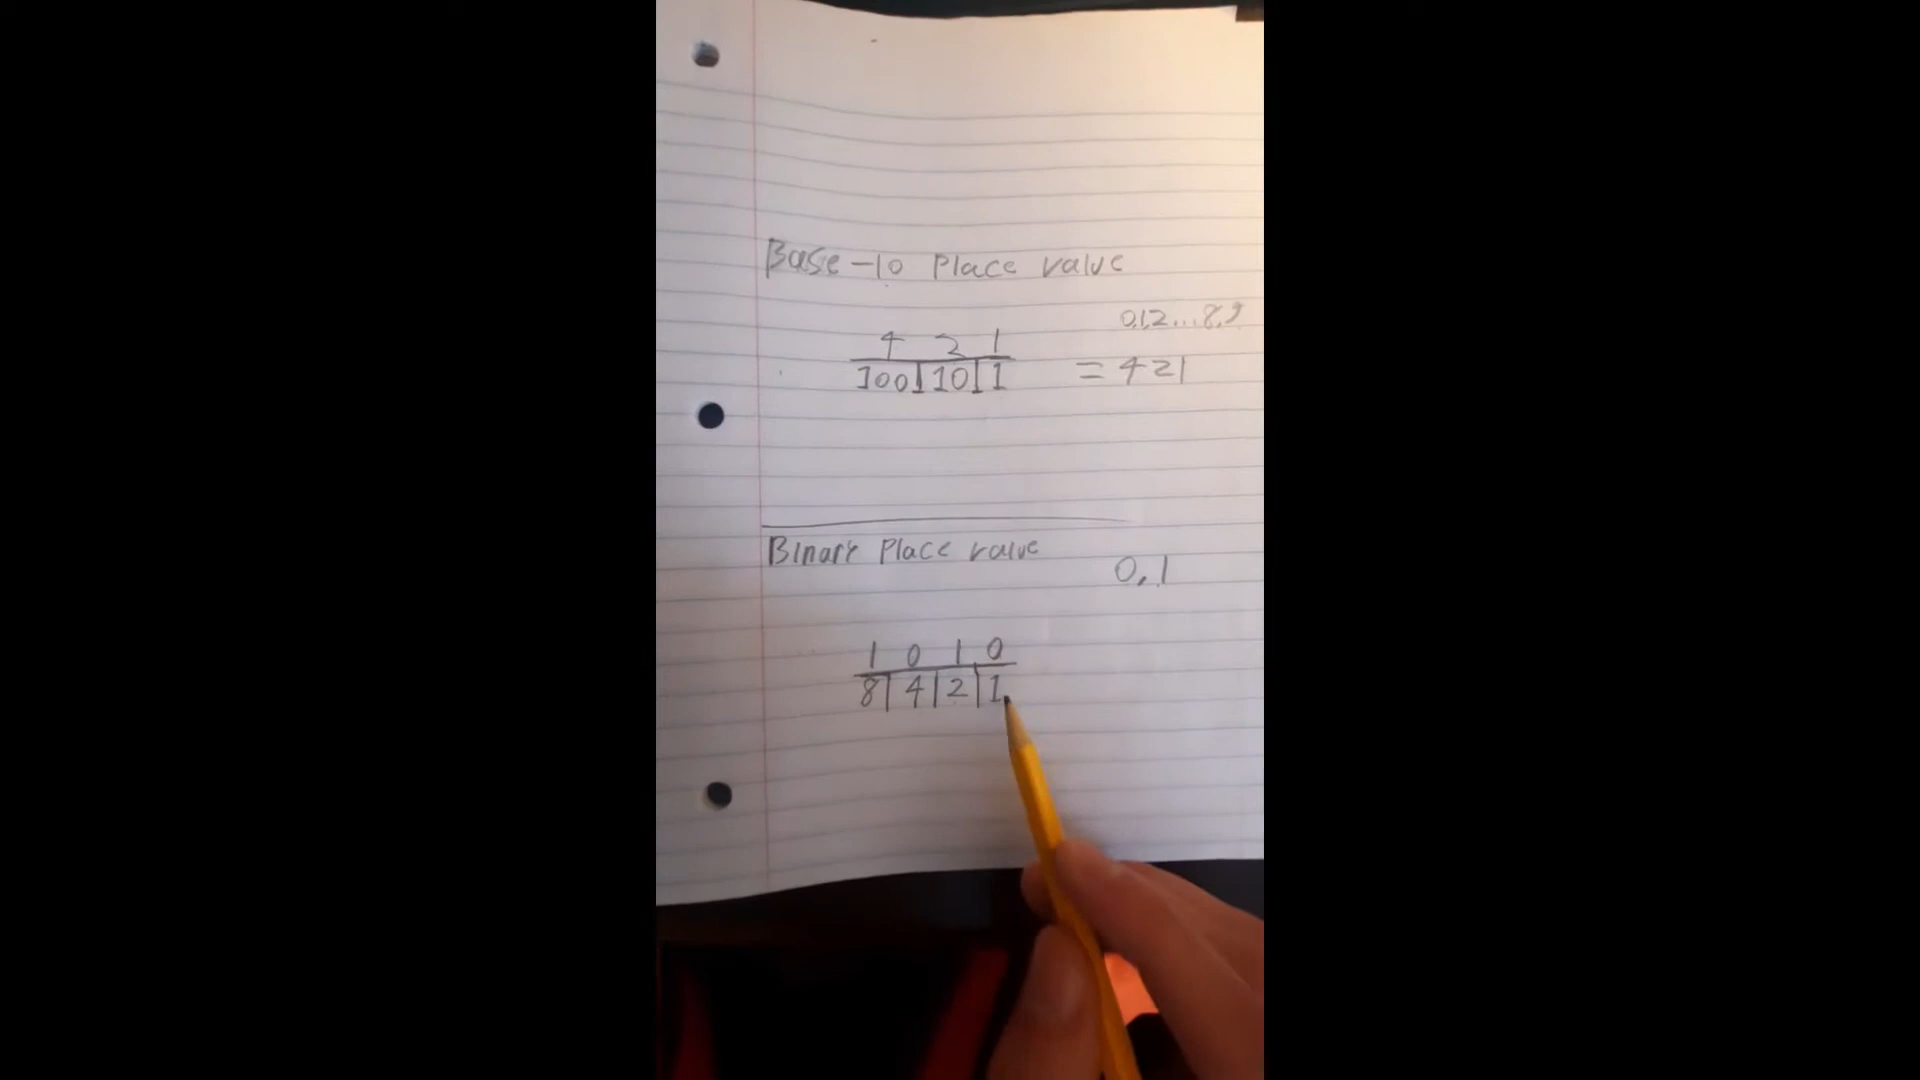 Base-10 Place value
0,1,2...8,9
4 2 1
100|10|1 = 421
Binary Place value
0,1
1 0 1 0
8|4|2|1